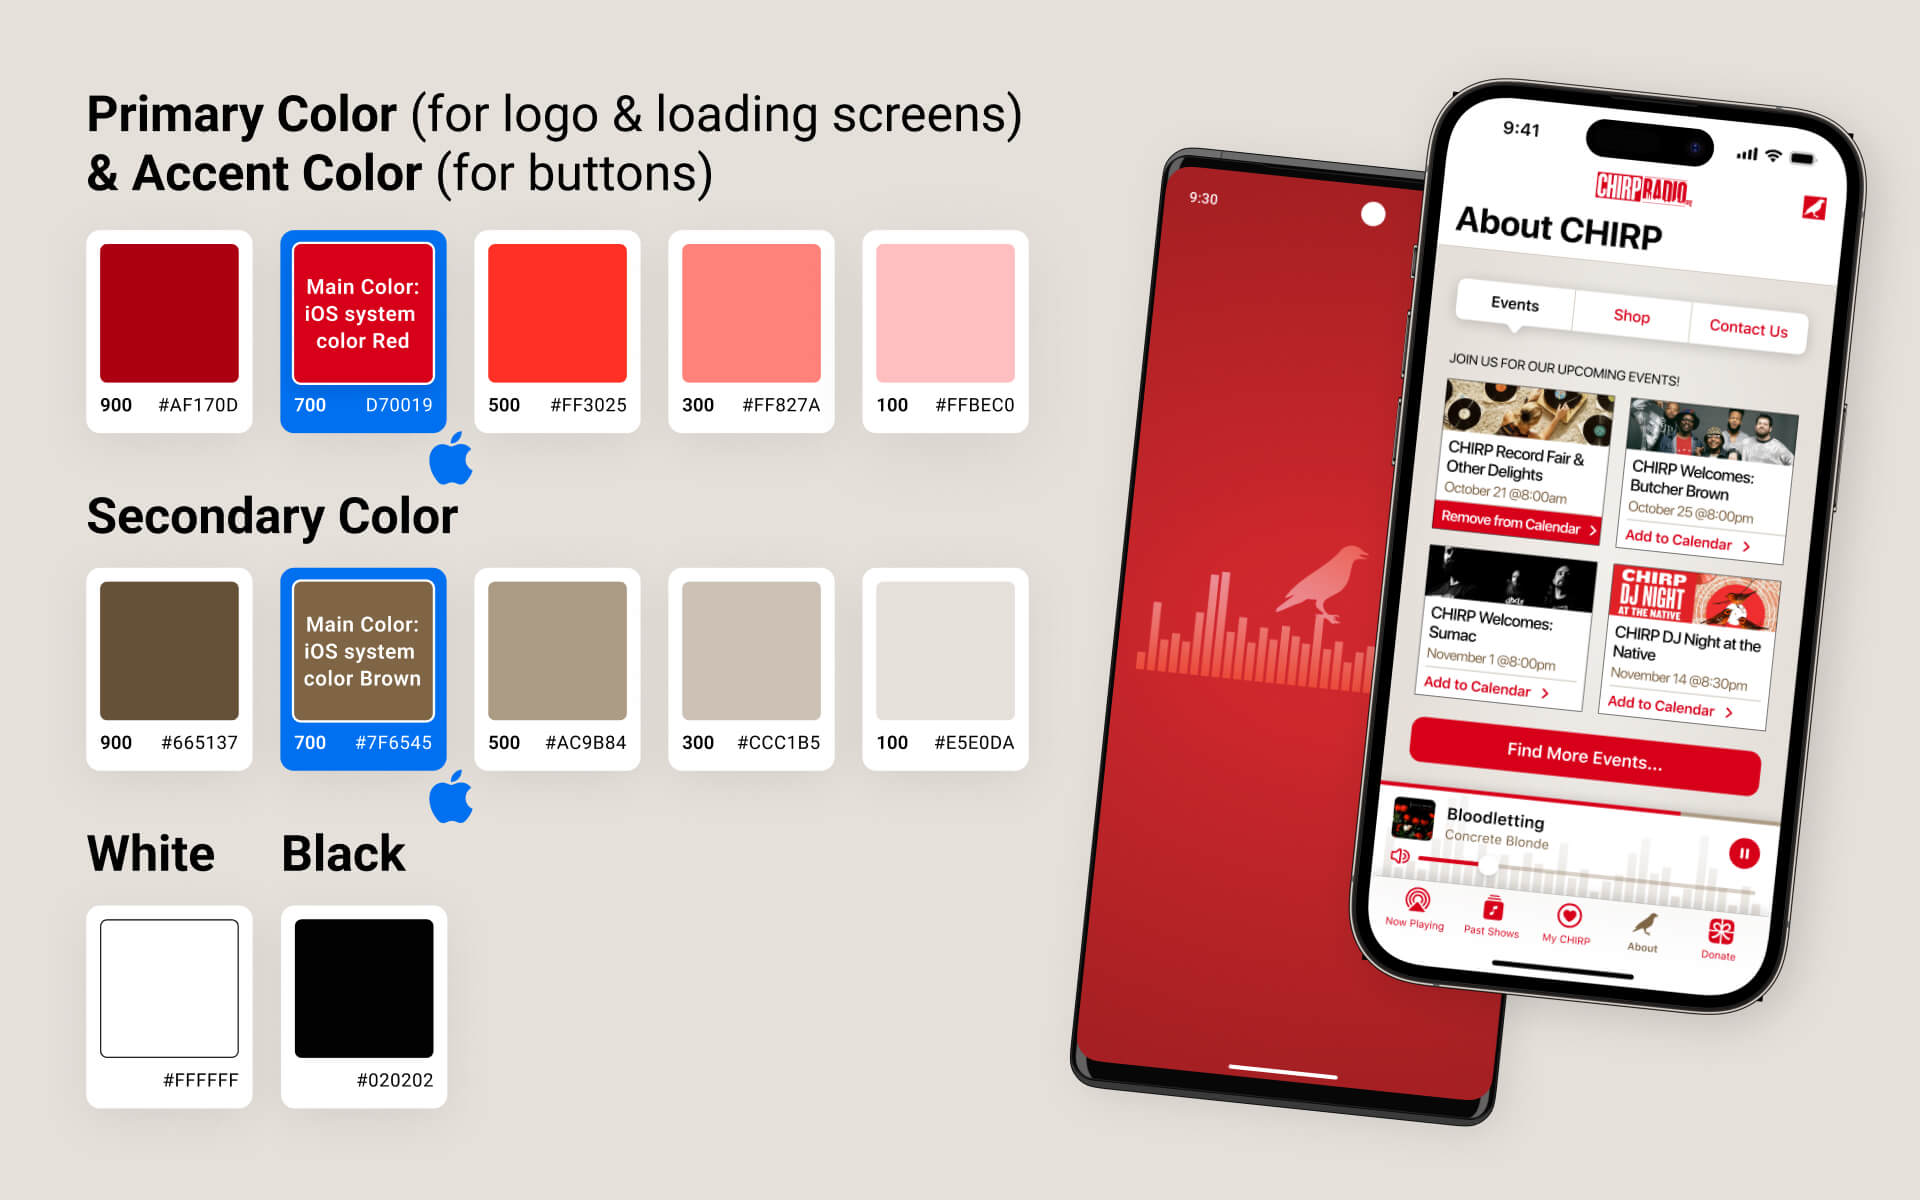 Primary Color (for logo & loading screens)
& Accent Color (for buttons)
Main Color:
iOS system
color Red
900 #AF170D
700 D70019
500 #FF3025
300 #FF827A
100 #FFBEC0
Secondary Color
Main Color:
iOS system
color Brown
900 #665137
700 #7F6545
500 #AC9B84
300 #CCC1B5
100 #E5E0DA
White
Black
#FFFFFF
#020202
9:30
9:41
CHIRP RADIO
About CHIRP
Events
Shop
Contact Us
JOIN US FOR OUR UPCOMING EVENTS!
CHIRP Record Fair &
Other Delights
October 21 @8:00am
Remove from Calendar
CHIRP Welcomes:
Butcher Brown
October 25 @8:00pm
Add to Calendar
CHIRP Welcomes:
Sumac
November 1 @8:00pm
Add to Calendar
CHIRP
DJ NIGHT
AT THE NATIVE
CHIRP DJ Night at the
Native
November 14 @8:30pm
Add to Calendar
Find More Events...
Bloodletting
Concrete Blonde
Now Playing
Past Shows
My CHIRP
About
Donate